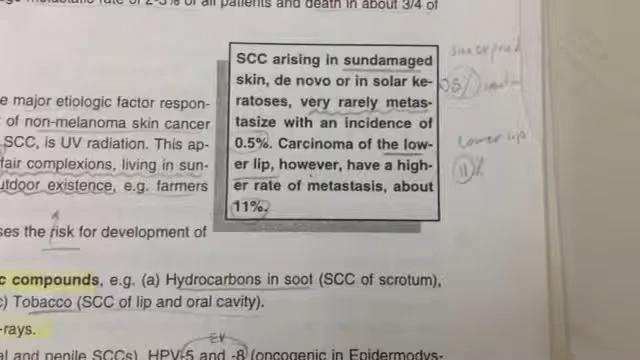 metastatic rate of 2-3% of all patients and death in about 3/4 of
SCC arising in sundamaged
skin, de novo or in solar ke-
ratoses, very rarely metas-
tasize with an incidence of
0.5%. Carcinoma of the low-
er lip, however, have a high-
er rate of metastasis, about
11%.
lower lip
11%
e major etiologic factor respon-
of non-melanoma skin cancer
SCC, is UV radiation. This ap-
fair complexions, living in sun-
utdoor existence, e.g. farmers
ses the risk for development of
c compounds, e.g. (a) Hydrocarbons in soot (SCC of scrotum),
c) Tobacco (SCC of lip and oral cavity).
-rays.
EV
al and penile SCCs), HPV-5 and -8 (oncogenic in Epidermodys-